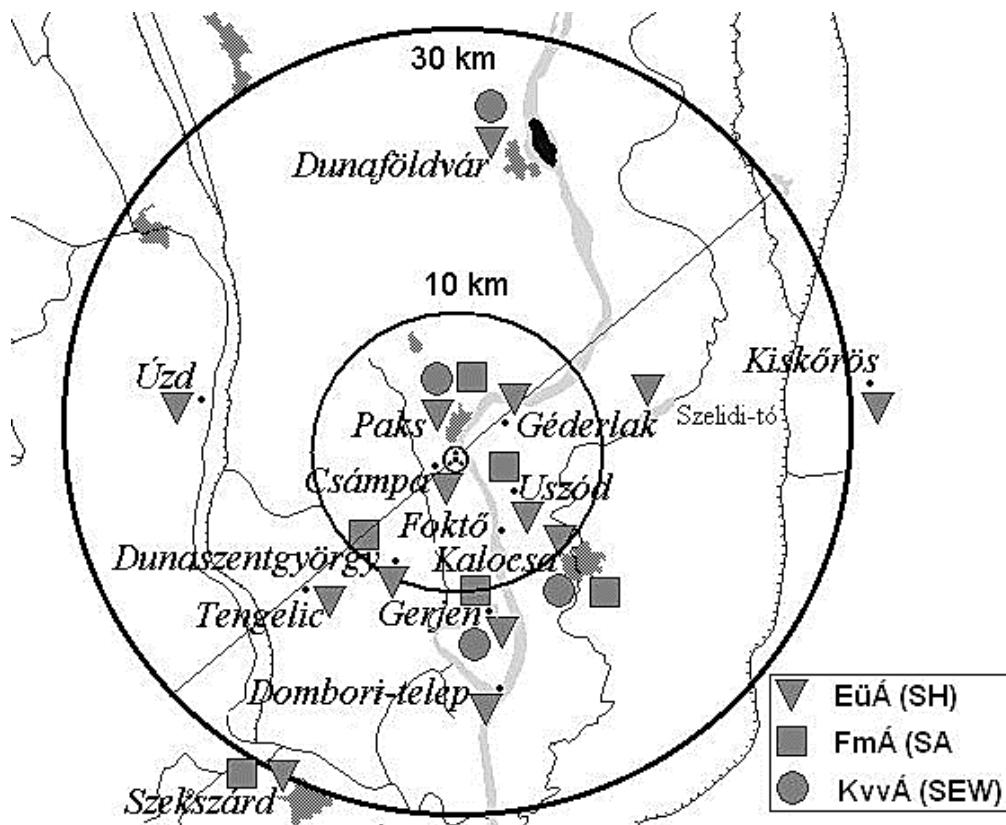 30 km
Dunaföldvár
10 km
Úzd
Kiskőrös
Paks
Géderlak
Szelidi-tó
Csámpa
Uszód
Foktő
Dunaszentgyörgy
Kalocsa
Tengelic
Gerjen
Dombori-telep
EüÁ (SH)
FmÁ (SA
KvvÁ (SEW)
Szekszárd